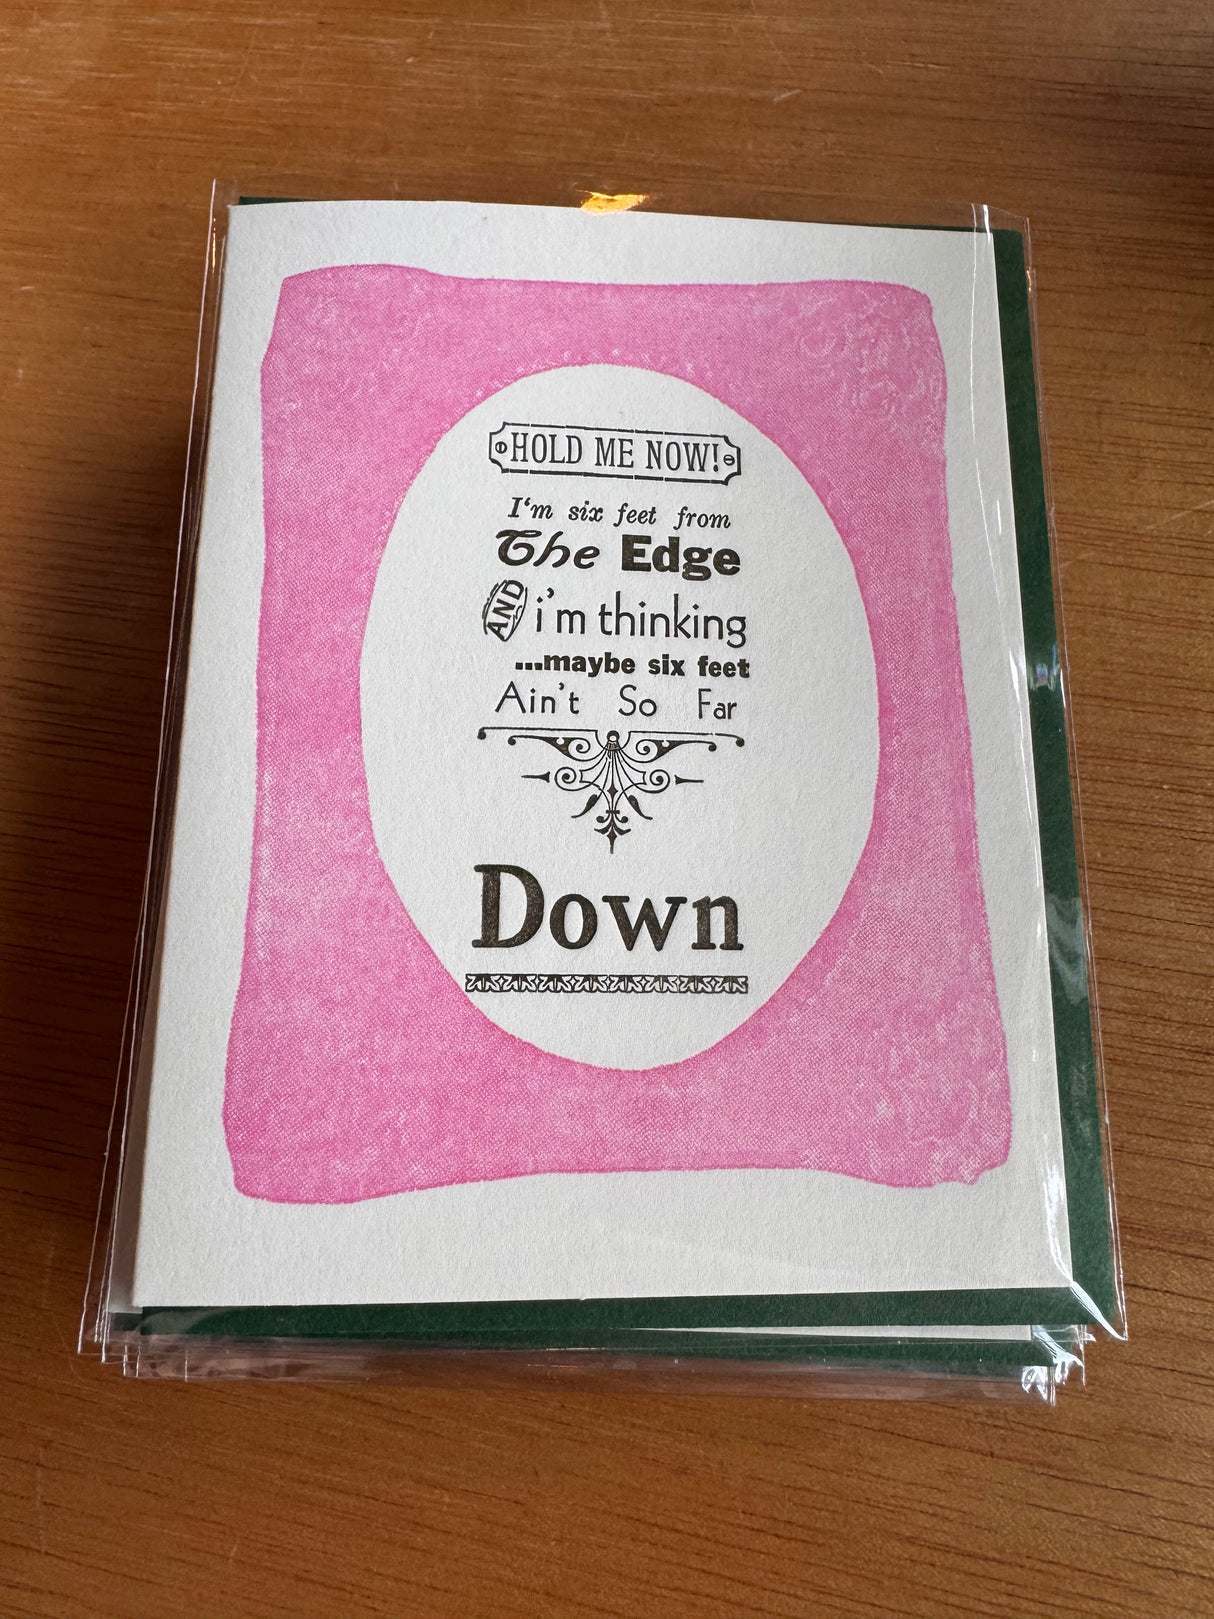 HOLD ME NOW!
I'm six feet from
The Edge
AND i'm thinking
...maybe six feet
Ain't So Far
Down